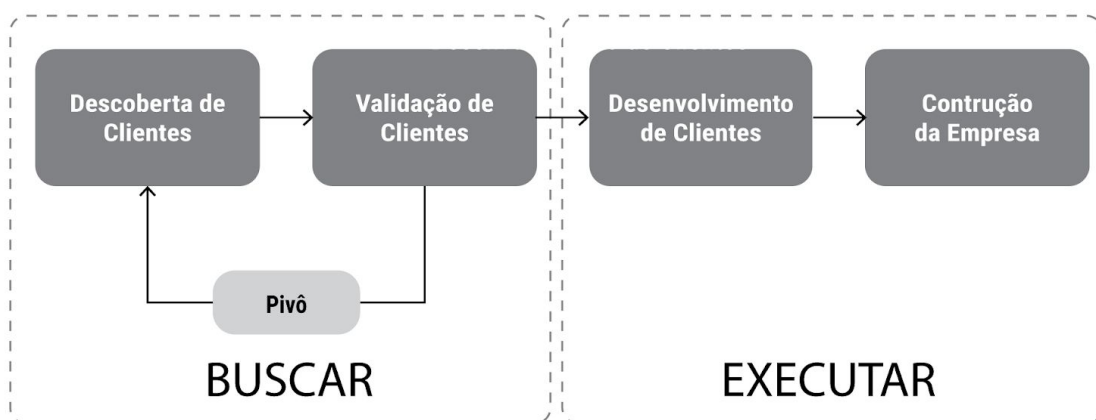 Descoberta de
Clientes
Validação de
Clientes
Desenvolvimento
de Clientes
Contrução
da Empresa
Pivô
BUSCAR
EXECUTAR